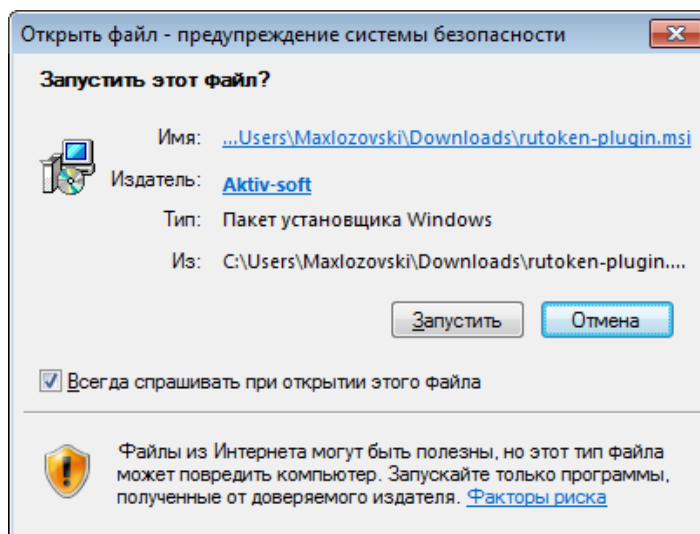 Открыть файл - предупреждение системы безопасности
Запустить этот файл?
Имя: ...Users\Maxlozovski\Downloads\rutoken-plugin.msi
Издатель: Aktiv-soft
Тип: Пакет установщика Windows
Из: C:\Users\Maxlozovski\Downloads\rutoken-plugin....
Запустить Отмена
Всегда спрашивать при открытии этого файла
Файлы из Интернета могут быть полезны, но этот тип файла
может повредить компьютер. Запускайте только программы,
полученные от доверяемого издателя. Факторы риска